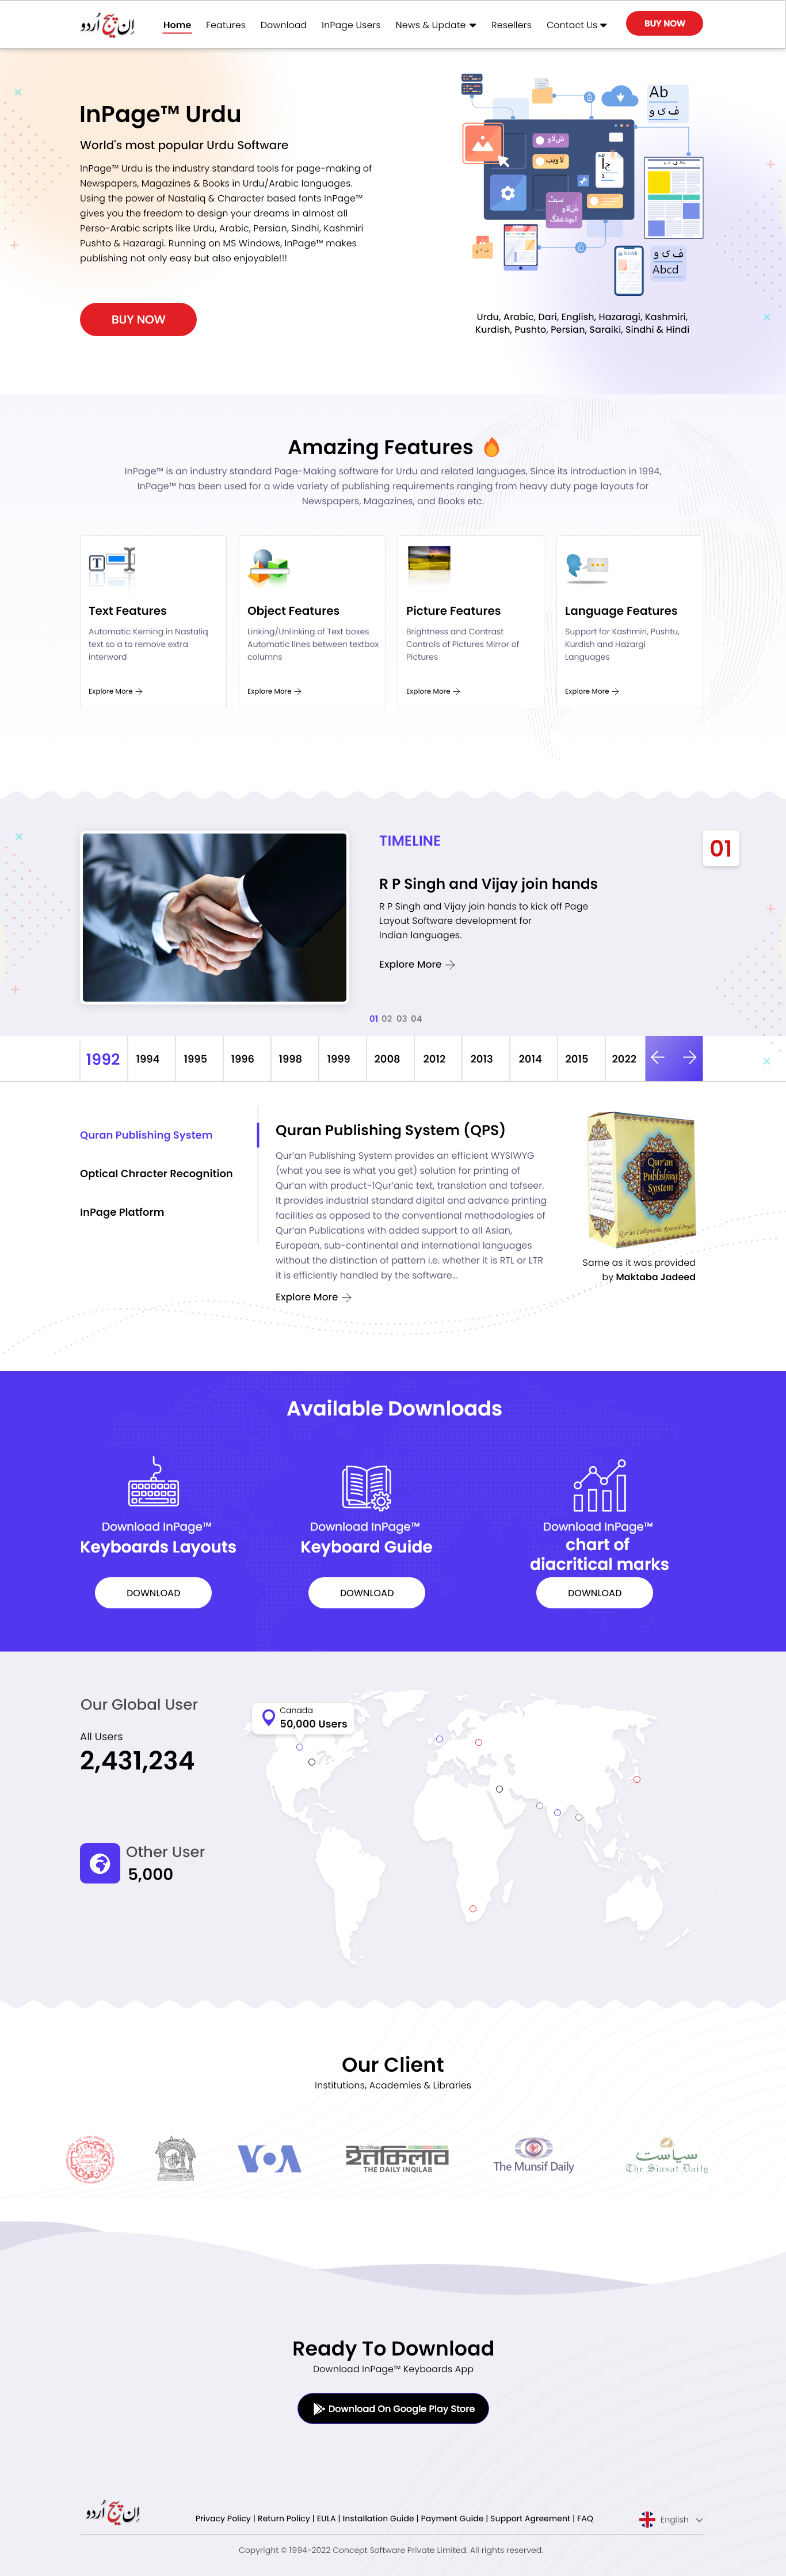 اِن پیج اُردو
Home Features Download InPage Users News & Update Resellers Contact Us BUY NOW
InPage™ Urdu
World's most popular Urdu Software
InPage™ Urdu is the industry standard tools for page-making of
Newspapers, Magazines & Books in Urdu/Arabic languages.
Using the power of Nastaliq & Character based fonts InPage™
gives you the freedom to design your dreams in almost all
Perso-Arabic scripts like Urdu, Arabic, Persian, Sindhi, Kashmiri
Pushto & Hazaragi. Running on MS Windows, InPage™ makes
publishing not only easy but also enjoyable!!!
BUY NOW
Ab
ف ی و
ف ی و
Abcd
Urdu, Arabic, Dari, English, Hazaragi, Kashmiri,
Kurdish, Pushto, Persian, Saraiki, Sindhi & Hindi
Amazing Features
InPage™ is an industry standard Page-Making software for Urdu and related languages, Since its introduction in 1994,
InPage™ has been used for a wide variety of publishing requirements ranging from heavy duty page layouts for
Newspapers, Magazines, and Books etc.
T
Text Features
Automatic Kerning in Nastaliq
text so a to remove extra
interword
Explore More
Object Features
Linking/Unlinking of Text boxes
Automatic lines between textbox
columns
Explore More
Picture Features
Brightness and Contrast
Controls of Pictures Mirror of
Pictures
Explore More
Language Features
Support for Kashmiri, Pushtu,
Kurdish and Hazargi
Languages
Explore More
TIMELINE
01
R P Singh and Vijay join hands
R P Singh and Vijay join hands to kick off Page
Layout Software development for
Indian languages.
Explore More
01 02 03 04
1992 1994 1995 1996 1998 1999 2008 2012 2013 2014 2015 2022
Quran Publishing System
Optical Chracter Recognition
InPage Platform
Quran Publishing System (QPS)
Qur’an Publishing System provides an efficient WYSIWYG
(what you see is what you get) solution for printing of
Qur’an with product-1Qur’anic text, translation and tafseer.
It provides industrial standard digital and advance printing
facilities as opposed to the conventional methodologies of
Qur’an Publications with added support to all Asian,
European, sub-continental and international languages
without the distinction of pattern i.e. whether it is RTL or LTR
it is efficiently handled by the software...
Explore More
Qur'an
Publishing
System
Qur'an Calligraphic Research Project
Same as it was provided
by Maktaba Jadeed
Available Downloads
Download InPage™
Keyboards Layouts
DOWNLOAD
Download InPage™
Keyboard Guide
DOWNLOAD
Download InPage™
chart of
diacritical marks
DOWNLOAD
Our Global User
All Users
2,431,234
Other User
5,000
Canada
50,000 Users
Our Client
Institutions, Academies & Libraries
VOA
इन्तकिलाब
THE DAILY INQILAB
The Munsif Daily
سیاست
The Siasat Daily
Ready To Download
Download InPage™ Keyboards App
Download On Google Play Store
اِن پیج اُردو
Privacy Policy | Return Policy | EULA | Installation Guide | Payment Guide | Support Agreement | FAQ
English
Copyright © 1994-2022 Concept Software Private Limited. All rights reserved.